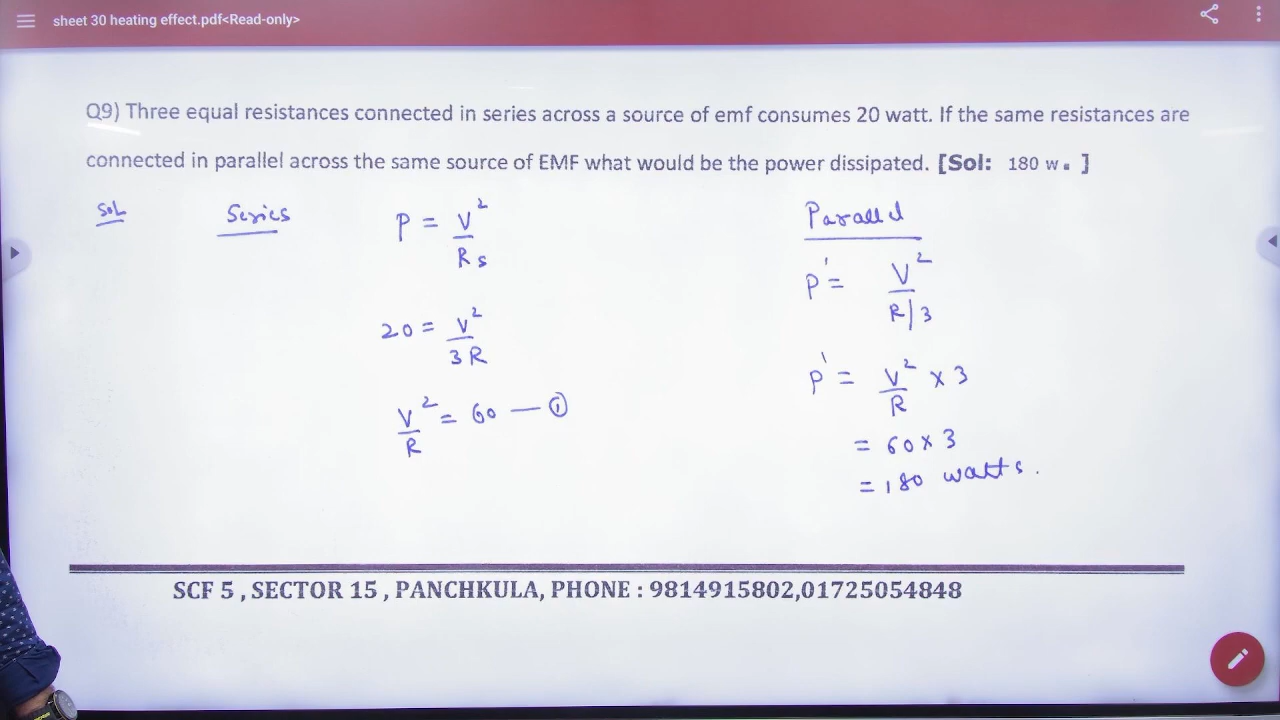 sheet 30 heating effect.pdf<Read-only>
Q9) Three equal resistances connected in series across a source of emf consumes 20 watt. If the same resistances are
connected in parallel across the same source of EMF what would be the power dissipated. [Sol: 180 w. ]
Sol
Series
P = V²/Rs
20 = V²/3R
V²/R = 60 — ①
Parallel
P' = V²/R/3
P' = V²/R × 3
= 60 × 3
= 180 watts.
SCF 5 , SECTOR 15 , PANCHKULA, PHONE : 9814915802,01725054848